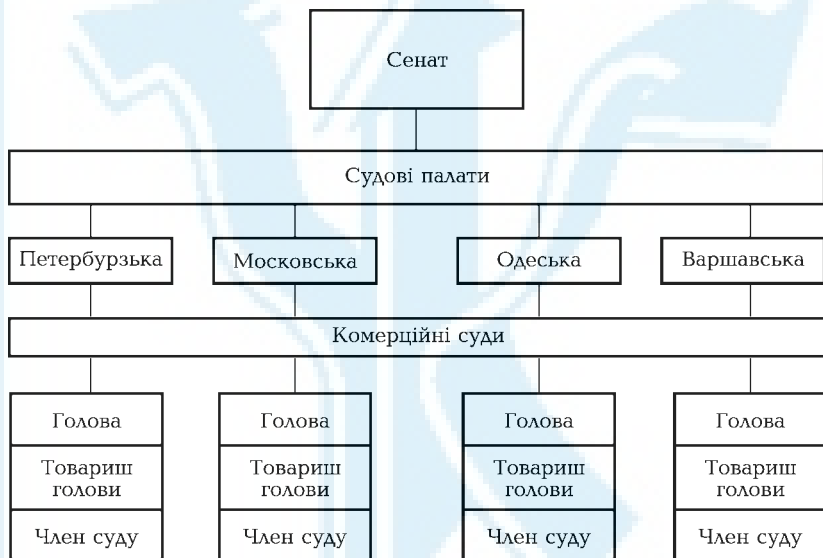 Сенат
Судові палати
Петербурзька Московська Одеська Варшавська
Комерційні суди
Голова Голова Голова Голова
Товариш Товариш Товариш Товариш
голови голови голови голови
Член суду Член суду Член суду Член суду